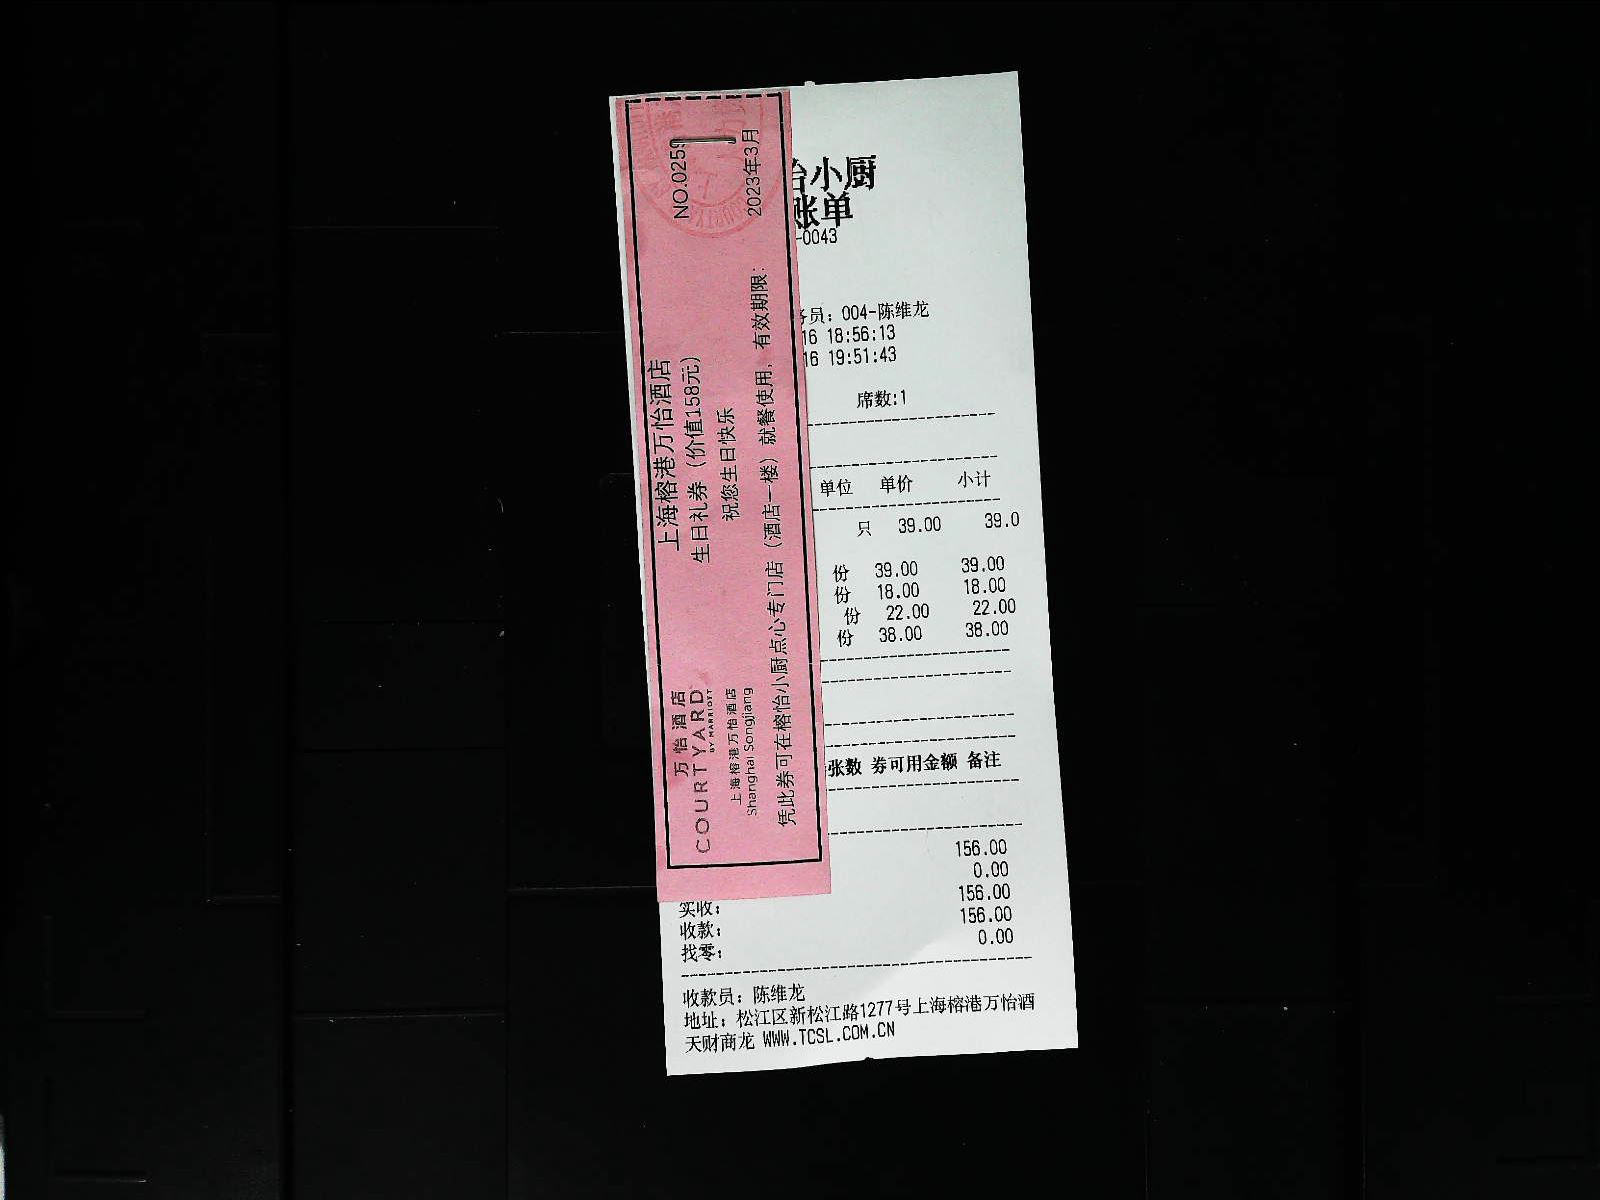 万怡酒店
COURTYARD
BY MARRIOTT
上海榕港万怡酒店
Shanghai Songjiang
上海榕港万怡酒店
生日礼券（价值158元）
祝您生日快乐
凭此券可在榕怡小厨点心专门店（酒店一楼）就餐使用，有效期限：
2023年3月
NO.0259
小厨
账单
-0043
员：004-陈维龙
16 18:56:13
16 19:51:43
席数:1
单位 单价 小计
只 39.00 39.0
份 39.00 39.00
份 18.00 18.00
份 22.00 22.00
份 38.00 38.00
张数 券可用金额 备注
156.00
0.00
实收： 156.00
收款： 156.00
找零： 0.00
收款员：陈维龙
地址：松江区新松江路1277号上海榕港万怡酒
天财商龙 WWW.TCSL.COM.CN